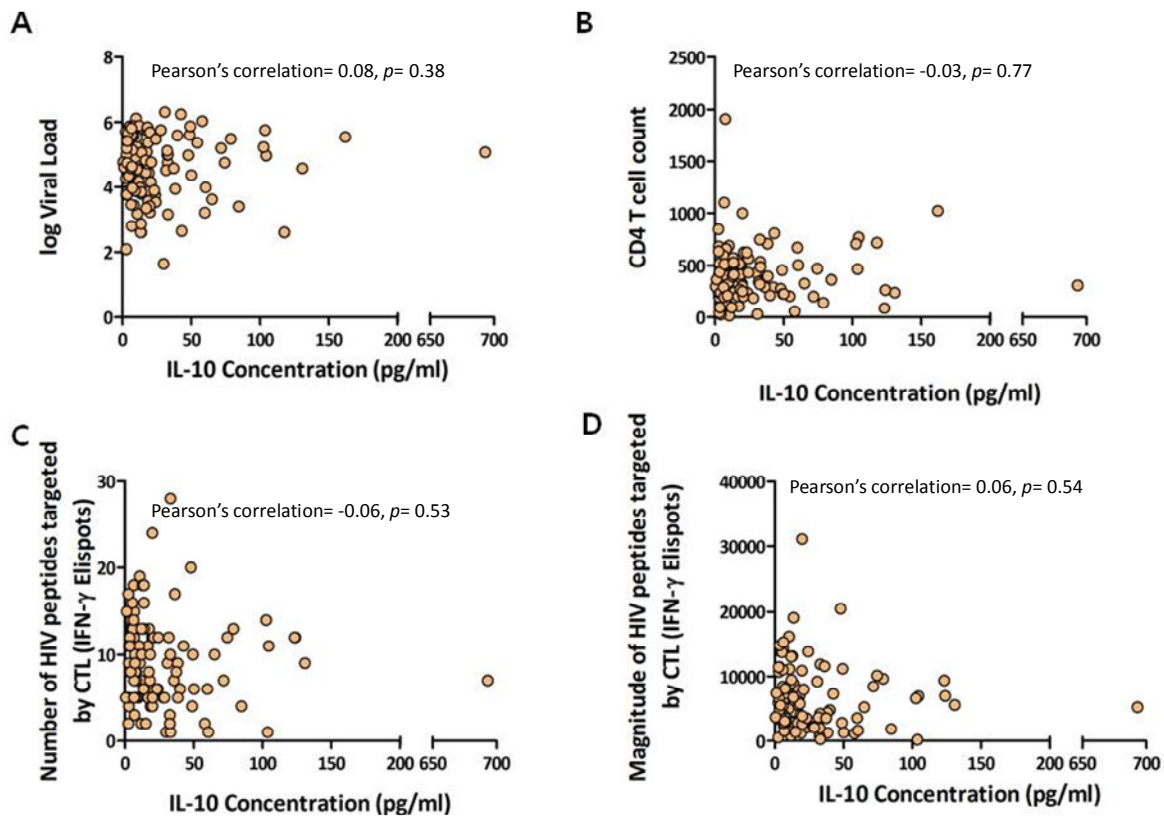 A
Pearson's correlation= 0.08, p= 0.38
log Viral Load
8
6
4
2
0
0 50 100 150 200 650 700
IL-10 Concentration (pg/ml)
B
Pearson's correlation= -0.03, p= 0.77
CD4 T cell count
2500
2000
1500
1000
500
0
0 50 100 150 200 650 700
IL-10 Concentration (pg/ml)
C
Pearson's correlation= -0.06, p= 0.53
Number of HIV peptides targeted
by CTL (IFN-γ Elispots)
30
20
10
0
0 50 100 150 200 650 700
IL-10 Concentration (pg/ml)
D
Pearson's correlation= 0.06, p= 0.54
Magnitude of HIV peptides targeted
by CTL (IFN-γ Elispots)
40000
30000
20000
10000
0
0 50 100 150 200 650 700
IL-10 Concentration (pg/ml)